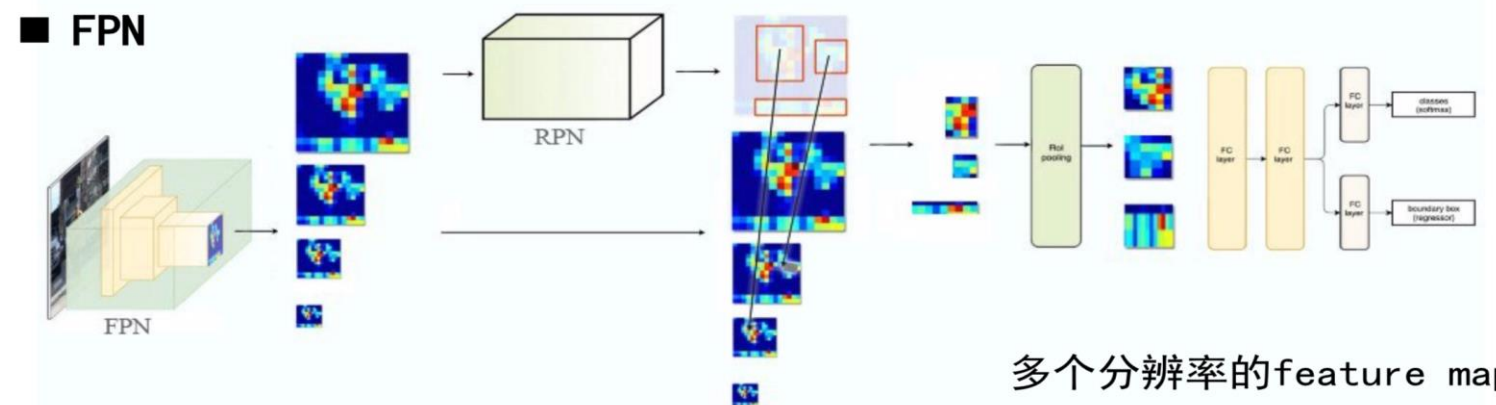 ■ FPN
FPN
RPN
RoI
pooling
FC
layer
FC
layer
FC
layer
classes
(softmax)
FC
layer
boundary box
(regressor)
多个分辨率的feature map